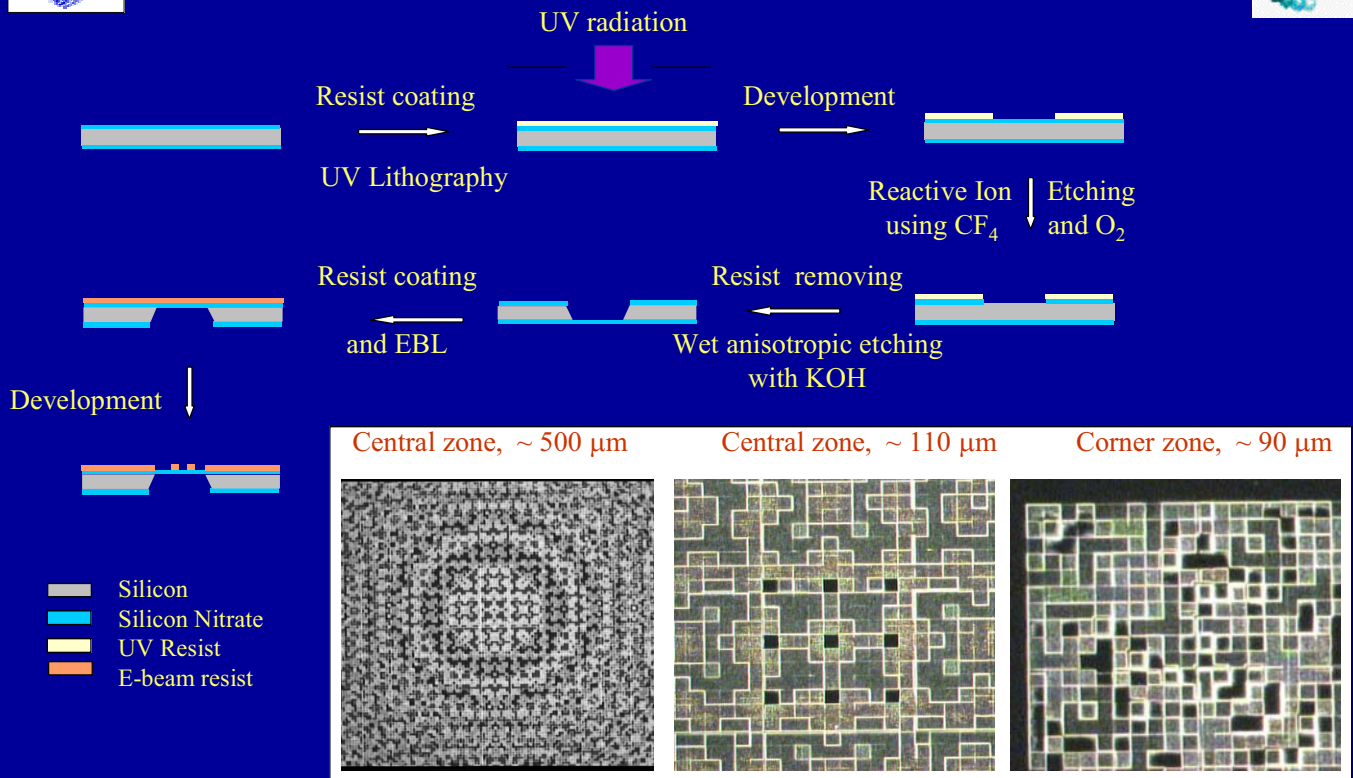 UV radiation
Resist coating
UV Lithography
Development
Reactive Ion Etching
using CF₄ and O₂
Resist removing
Wet anisotropic etching
with KOH
Resist coating
and EBL
Development
Central zone, ~ 500 μm
Central zone, ~ 110 μm
Corner zone, ~ 90 μm
Silicon
Silicon Nitrate
UV Resist
E-beam resist